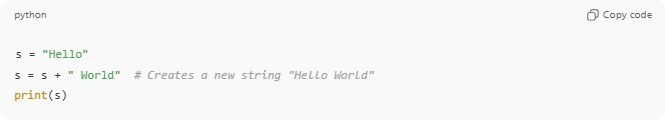 python
Copy code
s = "Hello"
s = s + " World"  # Creates a new string "Hello World"
print(s)